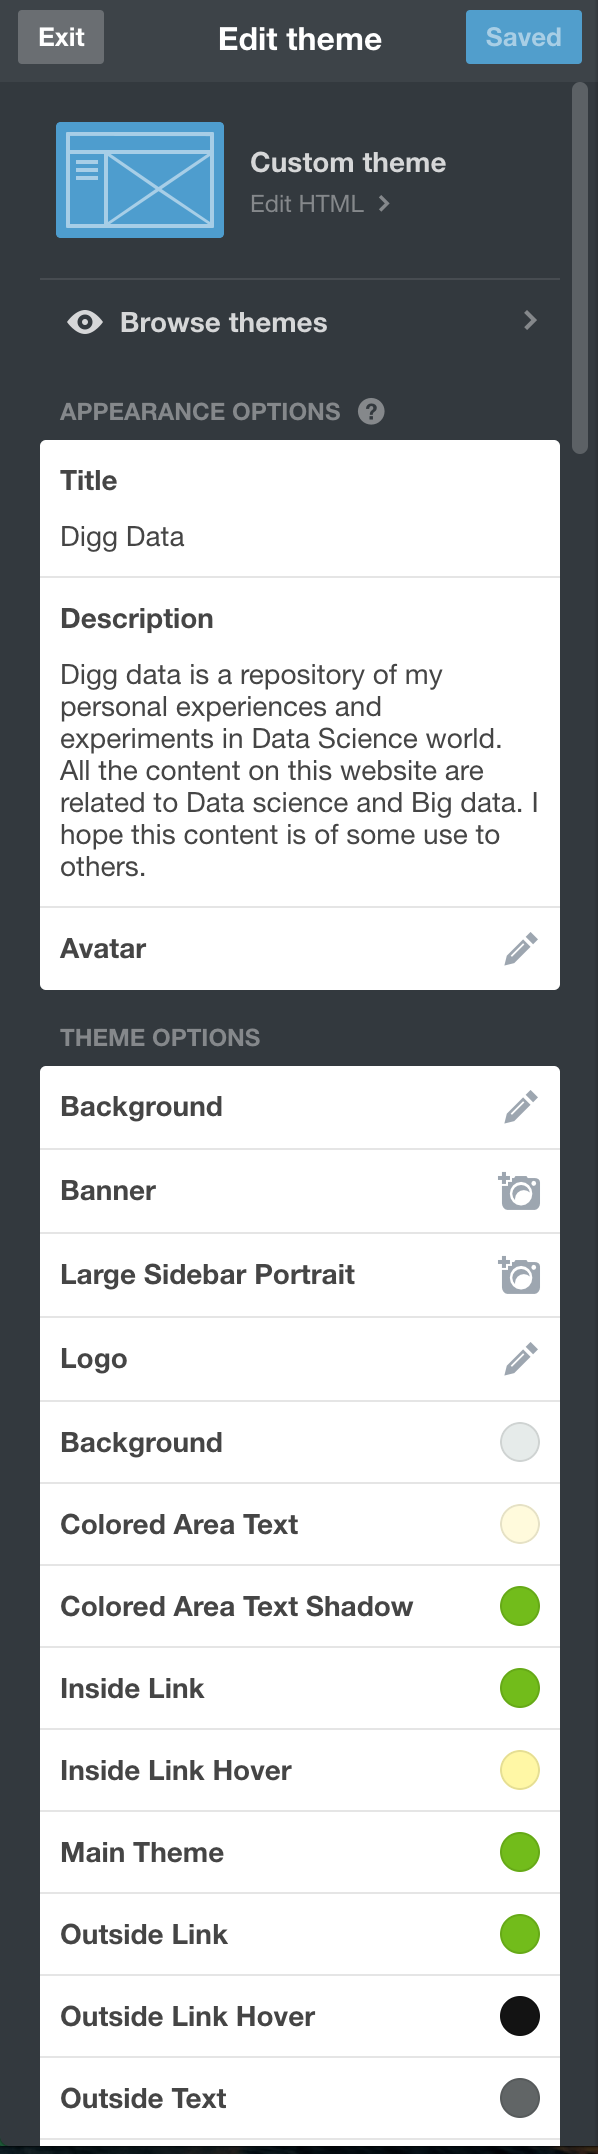 Exit
Edit theme
Saved
Custom theme
Edit HTML
Browse themes
APPEARANCE OPTIONS ?
Title
Digg Data
Description
Digg data is a repository of my
personal experiences and
experiments in Data Science world.
All the content on this website are
related to Data science and Big data. I
hope this content is of some use to
others.
Avatar
THEME OPTIONS
Background
Banner
Large Sidebar Portrait
Logo
Background
Colored Area Text
Colored Area Text Shadow
Inside Link
Inside Link Hover
Main Theme
Outside Link
Outside Link Hover
Outside Text